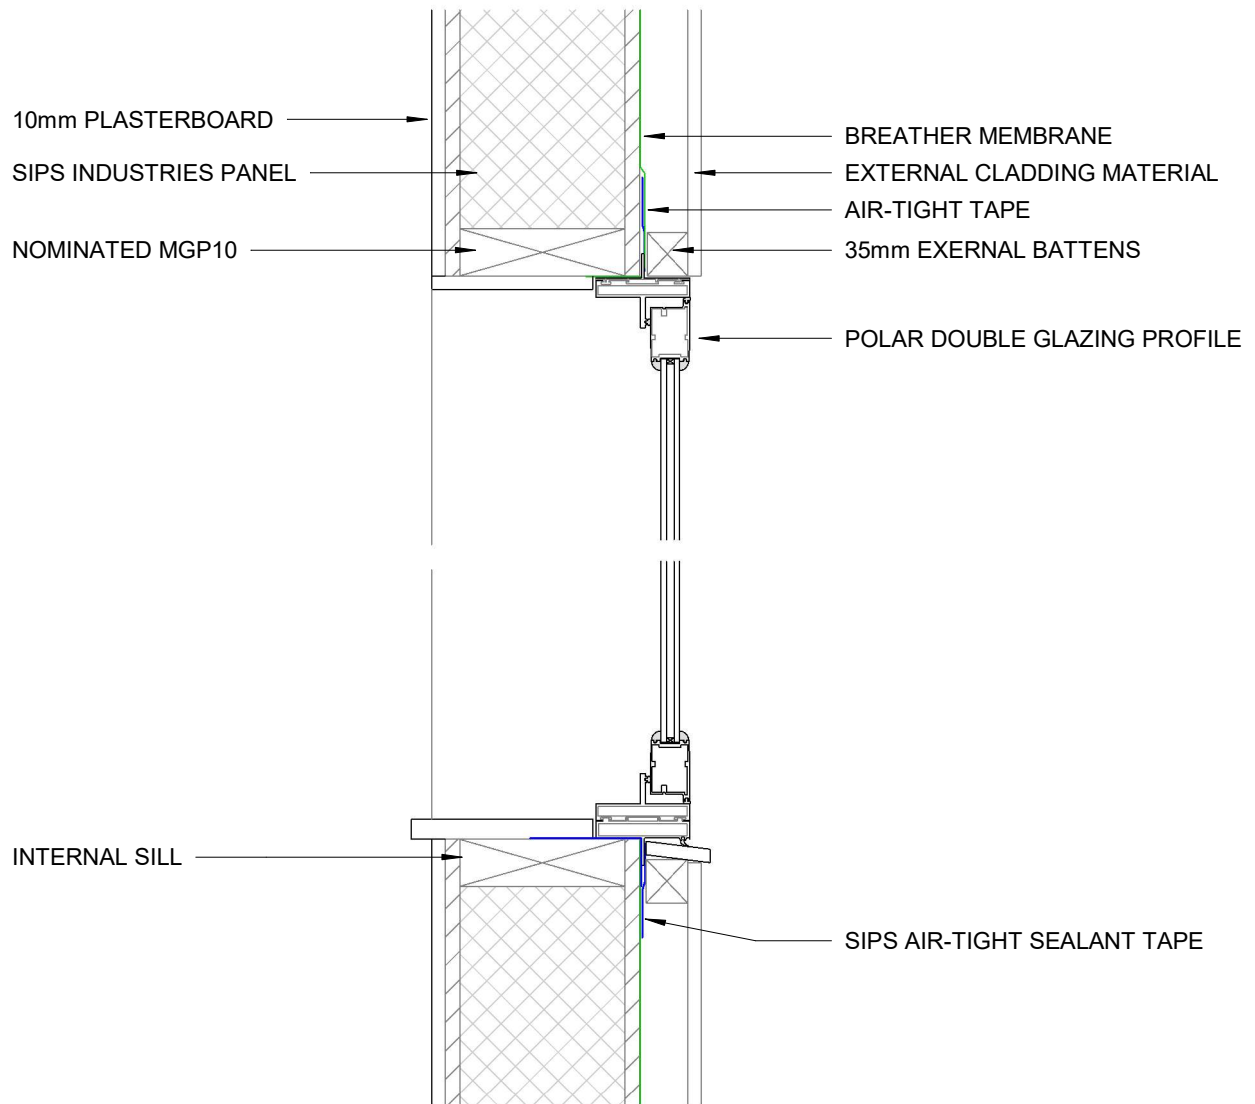 10mm PLASTERBOARD
SIPS INDUSTRIES PANEL
NOMINATED MGP10
BREATHER MEMBRANE
EXTERNAL CLADDING MATERIAL
AIR-TIGHT TAPE
35mm EXERNAL BATTENS
POLAR DOUBLE GLAZING PROFILE
INTERNAL SILL
SIPS AIR-TIGHT SEALANT TAPE